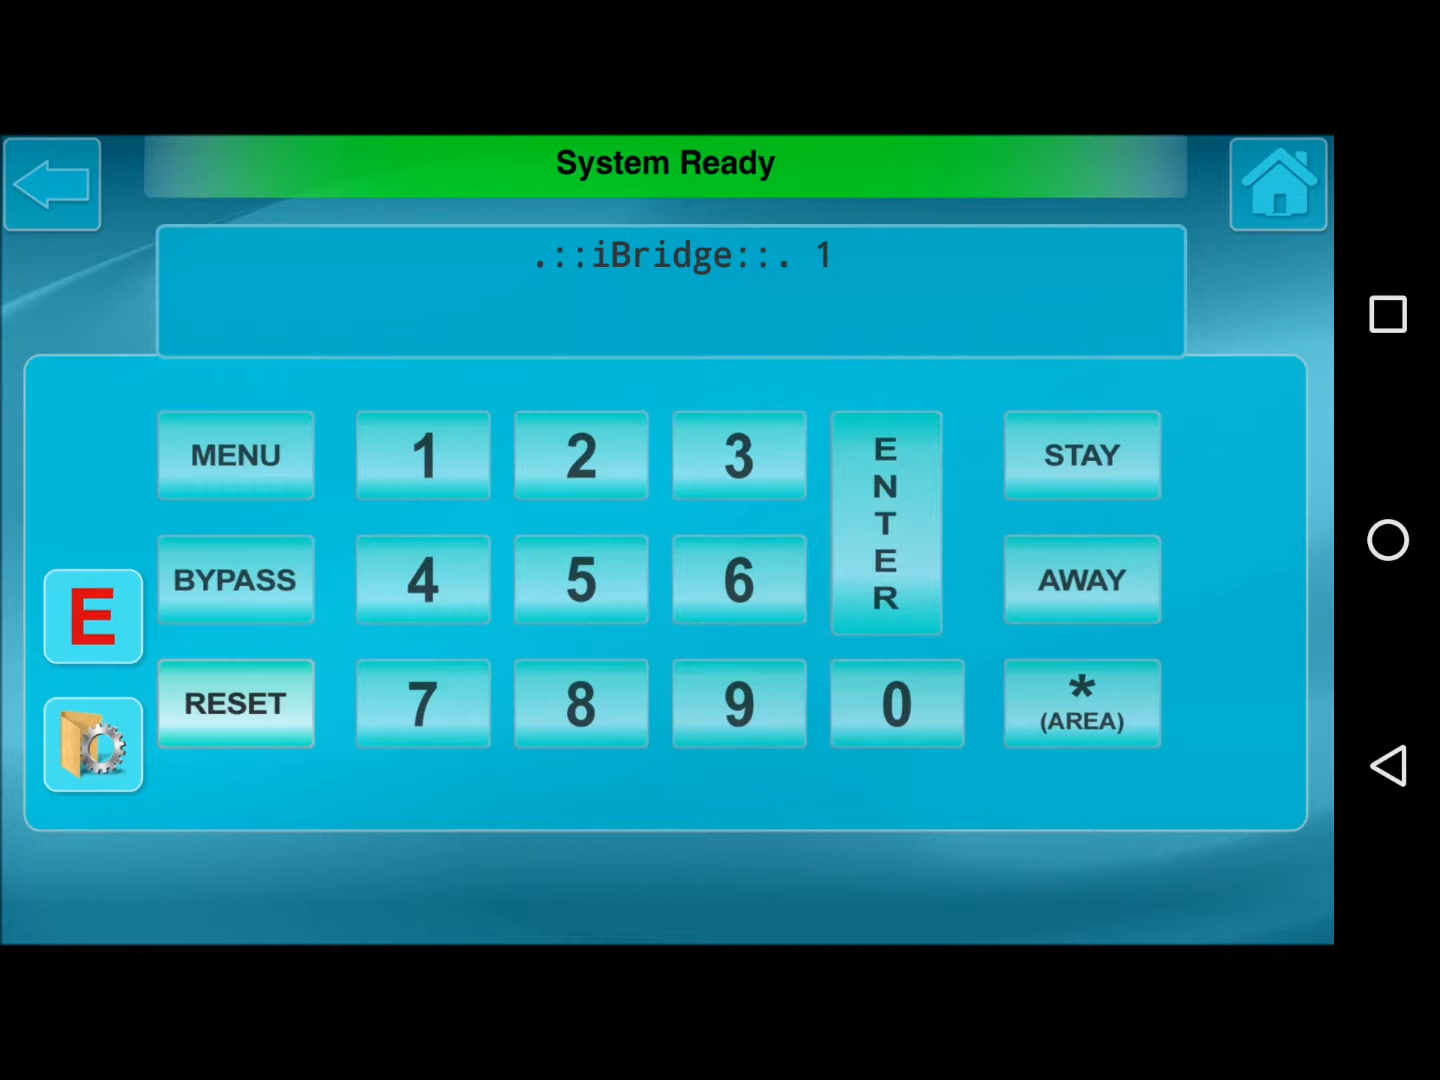 System Ready
.::iBridge::. 1
MENU 1 2 3 ENTER STAY
BYPASS 4 5 6 AWAY
E
RESET 7 8 9 0 *
(AREA)